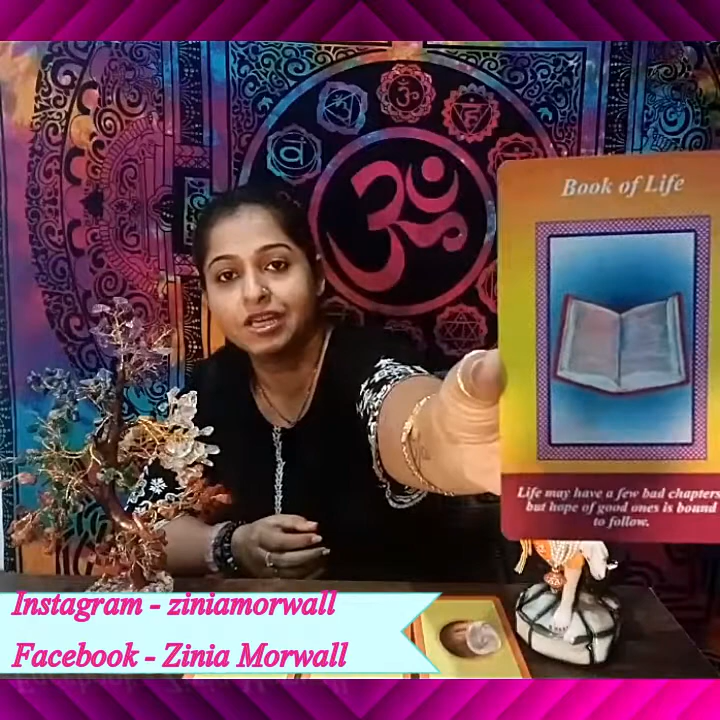 Book of Life
Life may have a few bad chapters
but hope of good ones is bound
to follow.
Instagram - ziniamorwall
Facebook - Zinia Morwall